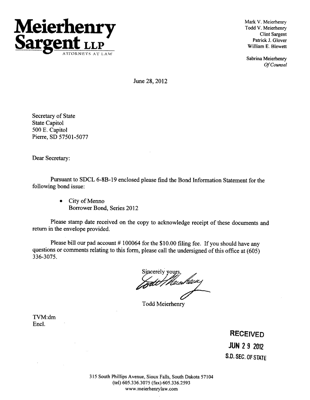 Meierhenry
Sargent LLP
ATTORNEYS AT LAW
Mark V. Meierhenry
Todd V. Meierhenry
Clint Sargent
Patrick J. Glover
William E. Blewett
Sabrina Meierhenry
Of Counsel
June 28, 2012
Secretary of State
State Capitol
500 E. Capitol
Pierre, SD 57501-5077
Dear Secretary:
Pursuant to SDCL 6-8B-19 enclosed please find the Bond Information Statement for the
following bond issue:
• City of Menno
Borrower Bond, Series 2012
Please stamp date received on the copy to acknowledge receipt of these documents and
return in the envelope provided.
Please bill our pad account # 100064 for the $10.00 filing fee. If you should have any
questions or comments relating to this form, please call the undersigned of this office at (605)
336-3075.
Sincerely yours,
Todd Meierhenry
Todd Meierhenry
TVM:dm
Encl.
RECEIVED
JUN 29 2012
S.D. SEC. OF STATE
315 South Phillips Avenue, Sioux Falls, South Dakota 57104
(tel) 605.336.3075 (fax) 605.336.2593
www.meierhenrylaw.com